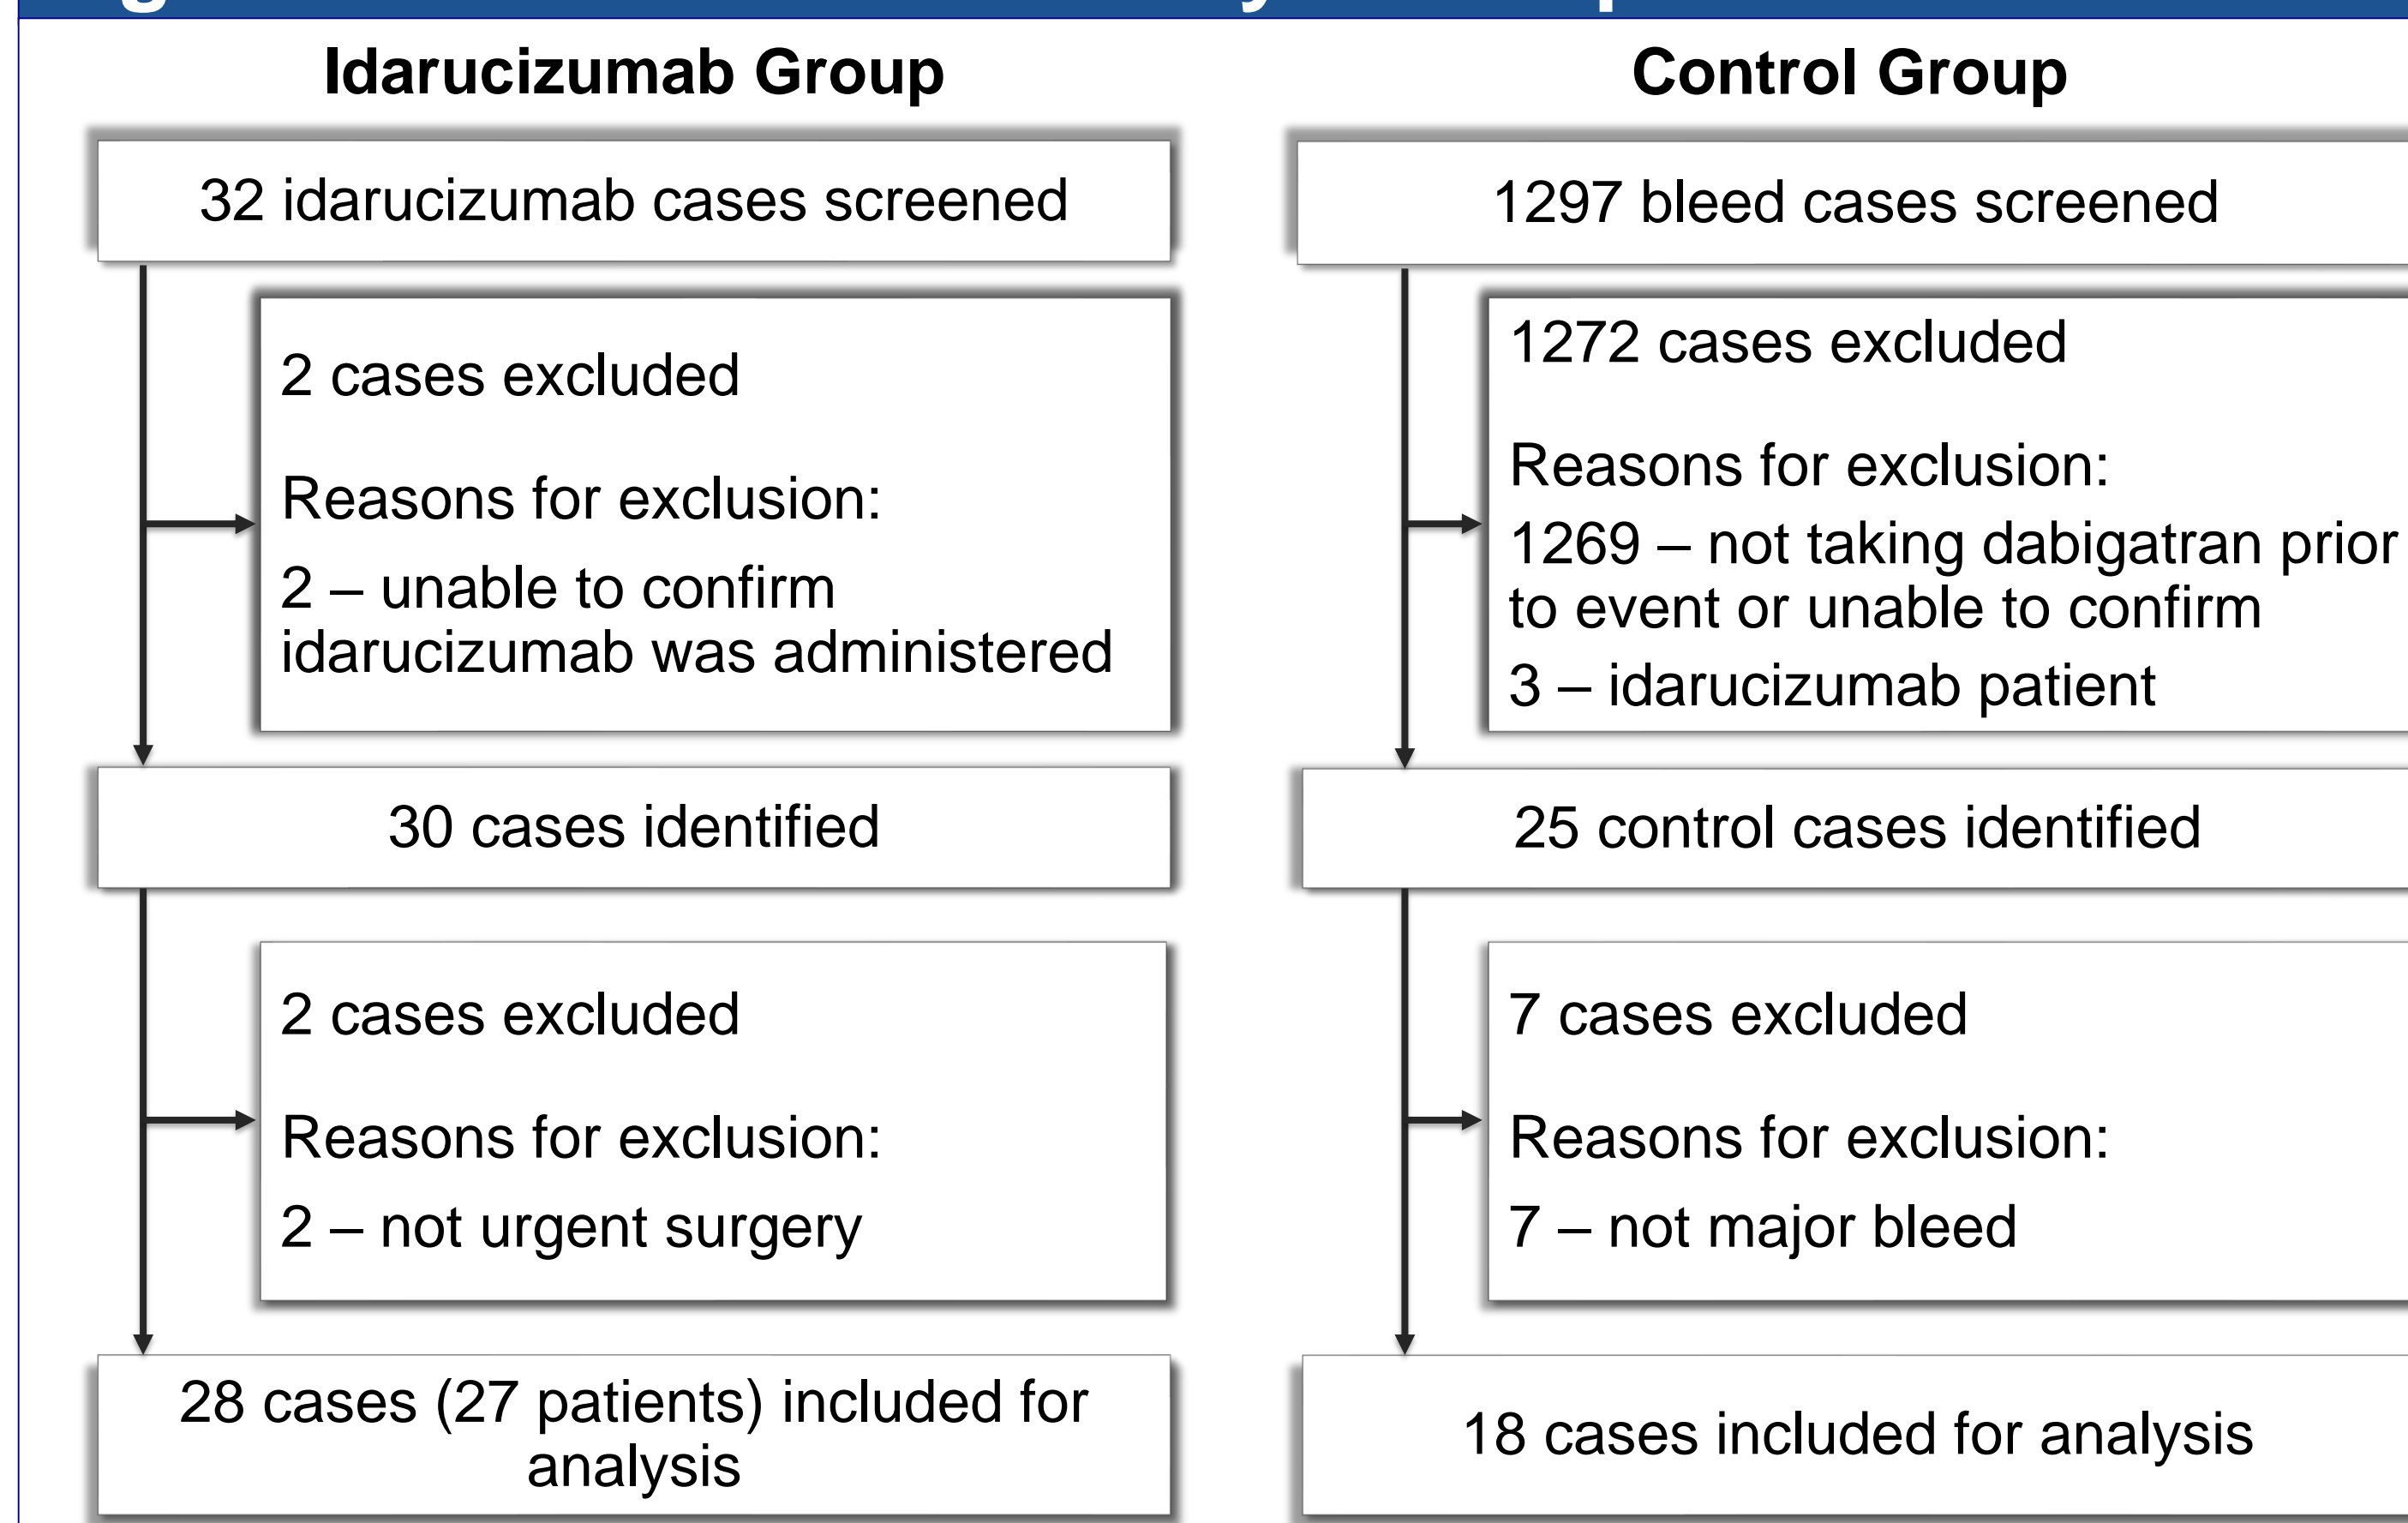 Idarucizumab Group
32 idarucizumab cases screened
2 cases excluded
Reasons for exclusion:
2 – unable to confirm
idarucizumab was administered
30 cases identified
2 cases excluded
Reasons for exclusion:
2 – not urgent surgery
28 cases (27 patients) included for
analysis
Control Group
1297 bleed cases screened
1272 cases excluded
Reasons for exclusion:
1269 – not taking dabigatran prior
to event or unable to confirm
3 – idarucizumab patient
25 control cases identified
7 cases excluded
Reasons for exclusion:
7 – not major bleed
18 cases included for analysis